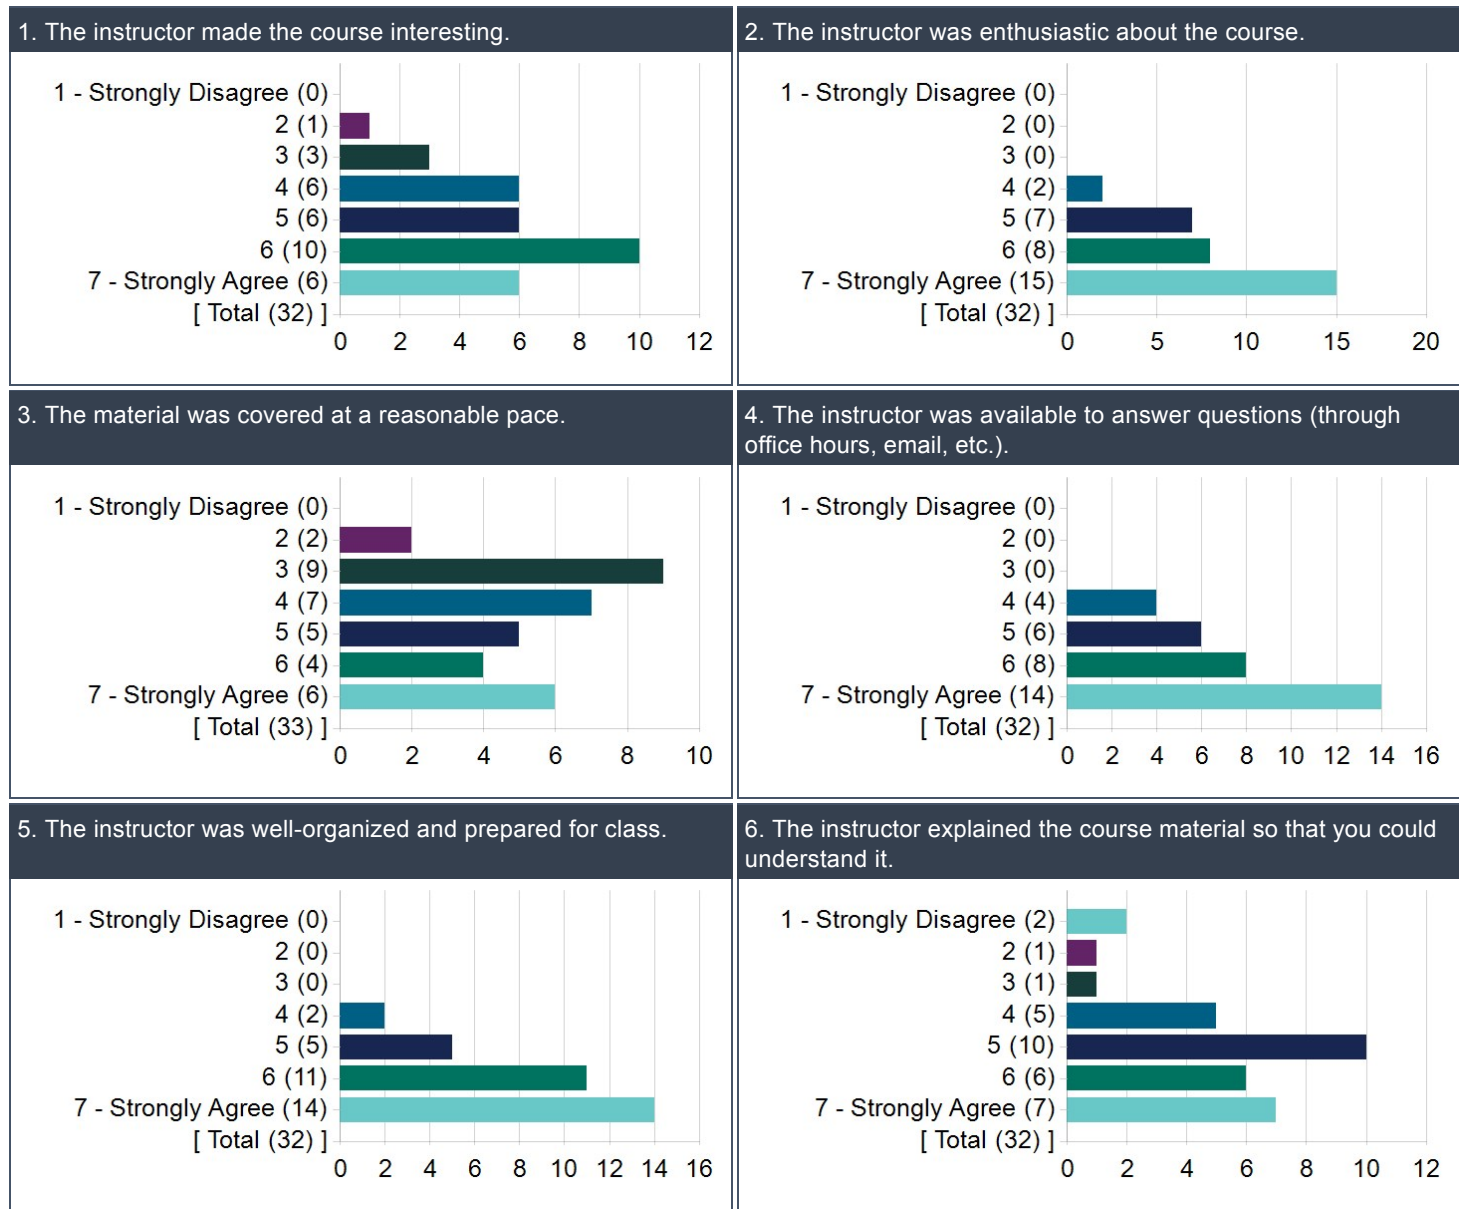 1. The instructor made the course interesting.
1 - Strongly Disagree (0)
2 (1)
3 (3)
4 (6)
5 (6)
6 (10)
7 - Strongly Agree (6)
[ Total (32) ]
0 2 4 6 8 10 12
2. The instructor was enthusiastic about the course.
1 - Strongly Disagree (0)
2 (0)
3 (0)
4 (2)
5 (7)
6 (8)
7 - Strongly Agree (15)
[ Total (32) ]
0 5 10 15 20
3. The material was covered at a reasonable pace.
1 - Strongly Disagree (0)
2 (2)
3 (9)
4 (7)
5 (5)
6 (4)
7 - Strongly Agree (6)
[ Total (33) ]
0 2 4 6 8 10
4. The instructor was available to answer questions (through
office hours, email, etc.).
1 - Strongly Disagree (0)
2 (0)
3 (0)
4 (4)
5 (6)
6 (8)
7 - Strongly Agree (14)
[ Total (32) ]
0 2 4 6 8 10 12 14 16
5. The instructor was well-organized and prepared for class.
1 - Strongly Disagree (0)
2 (0)
3 (0)
4 (2)
5 (5)
6 (11)
7 - Strongly Agree (14)
[ Total (32) ]
0 2 4 6 8 10 12 14 16
6. The instructor explained the course material so that you could
understand it.
1 - Strongly Disagree (2)
2 (1)
3 (1)
4 (5)
5 (10)
6 (6)
7 - Strongly Agree (7)
[ Total (32) ]
0 2 4 6 8 10 12